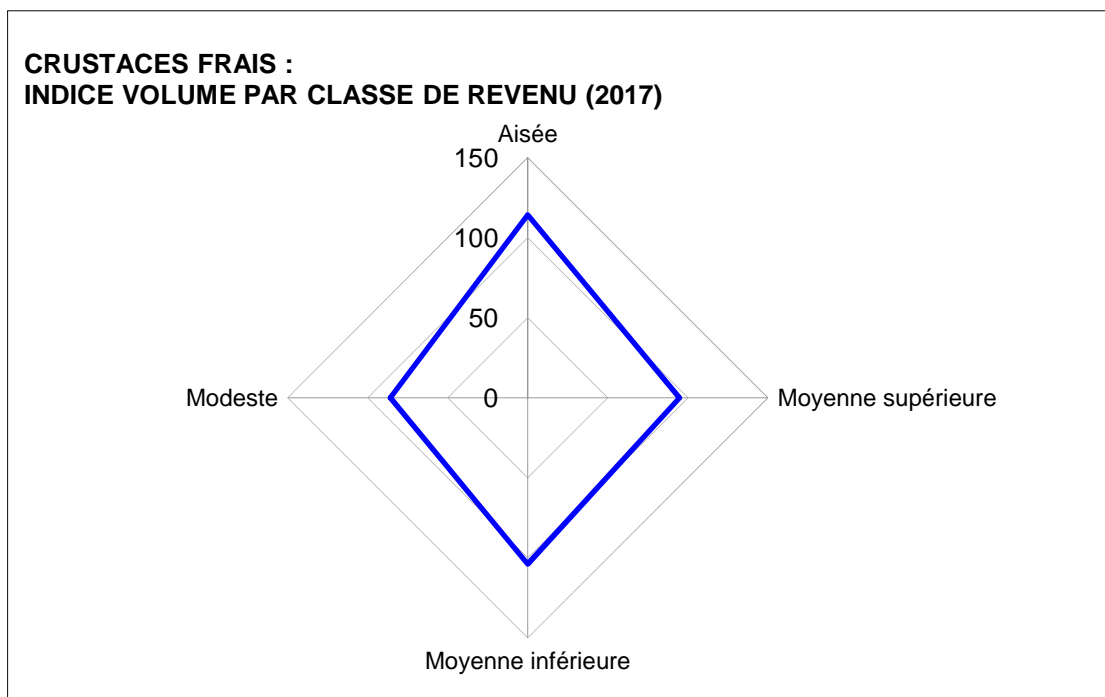 CRUSTACES FRAIS :
INDICE VOLUME PAR CLASSE DE REVENU (2017)
Aisée
150
100
50
Modeste
0
Moyenne supérieure
Moyenne inférieure